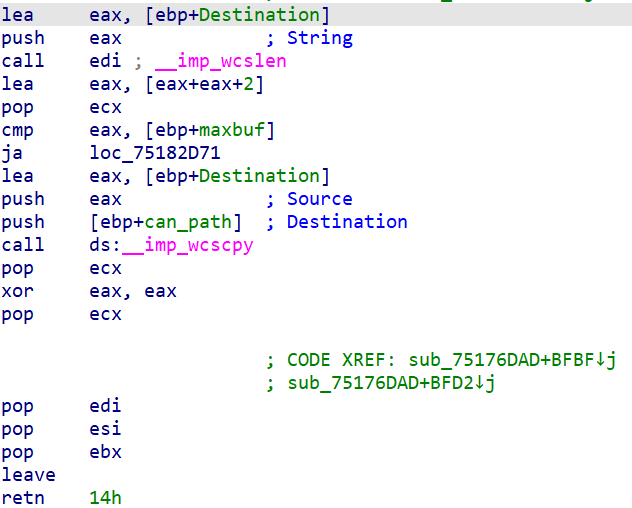 lea     eax, [ebp+Destination]
push    eax             ; String
call    edi ; __imp_wcslen
lea     eax, [eax+eax+2]
pop     ecx
cmp     eax, [ebp+maxbuf]
ja      loc_75182D71
lea     eax, [ebp+Destination]
push    eax             ; Source
push    [ebp+can_path]  ; Destination
call    ds:__imp_wcscpy
pop     ecx
xor     eax, eax
pop     ecx
; CODE XREF: sub_75176DAD+BFBF↓j
; sub_75176DAD+BFD2↓j
pop     edi
pop     esi
pop     ebx
leave
retn    14h